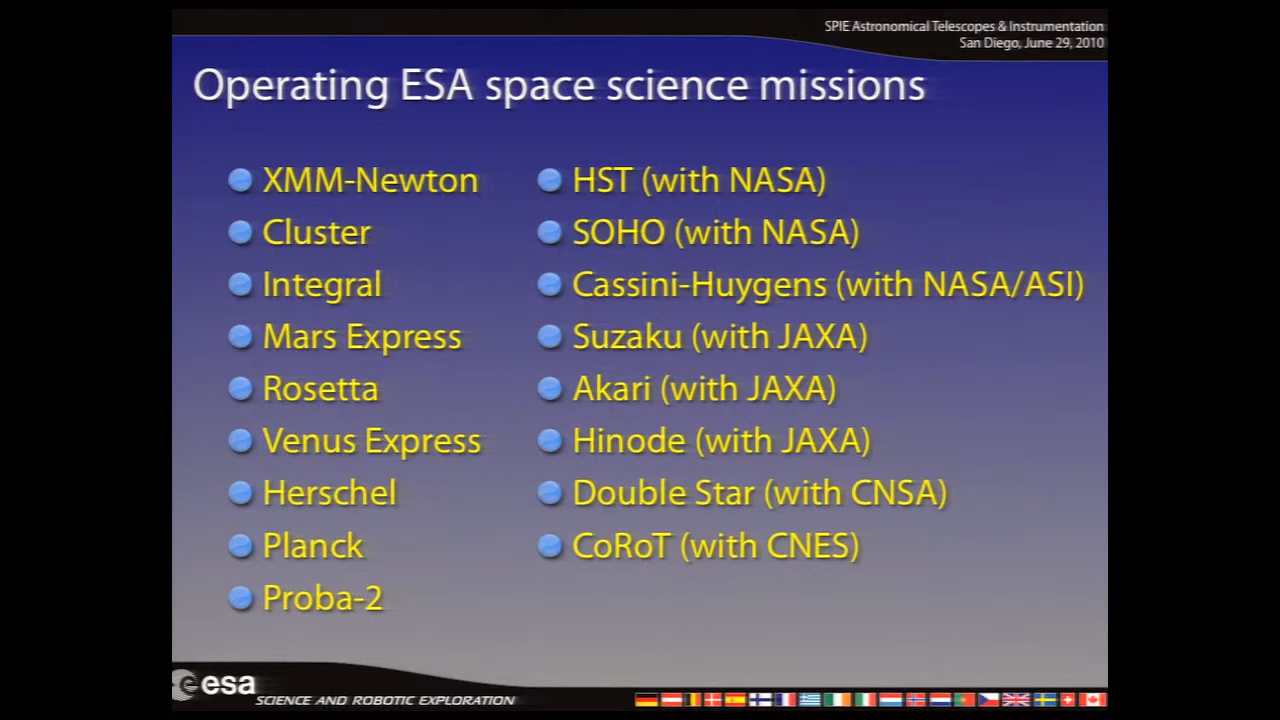 SPIE Astronomical Telescopes & Instrumentation
San Diego, June 29, 2010
Operating ESA space science missions
XMM-Newton
Cluster
Integral
Mars Express
Rosetta
Venus Express
Herschel
Planck
Proba-2
HST (with NASA)
SOHO (with NASA)
Cassini-Huygens (with NASA/ASI)
Suzaku (with JAXA)
Akari (with JAXA)
Hinode (with JAXA)
Double Star (with CNSA)
CoRoT (with CNES)
esa
SCIENCE AND ROBOTIC EXPLORATION